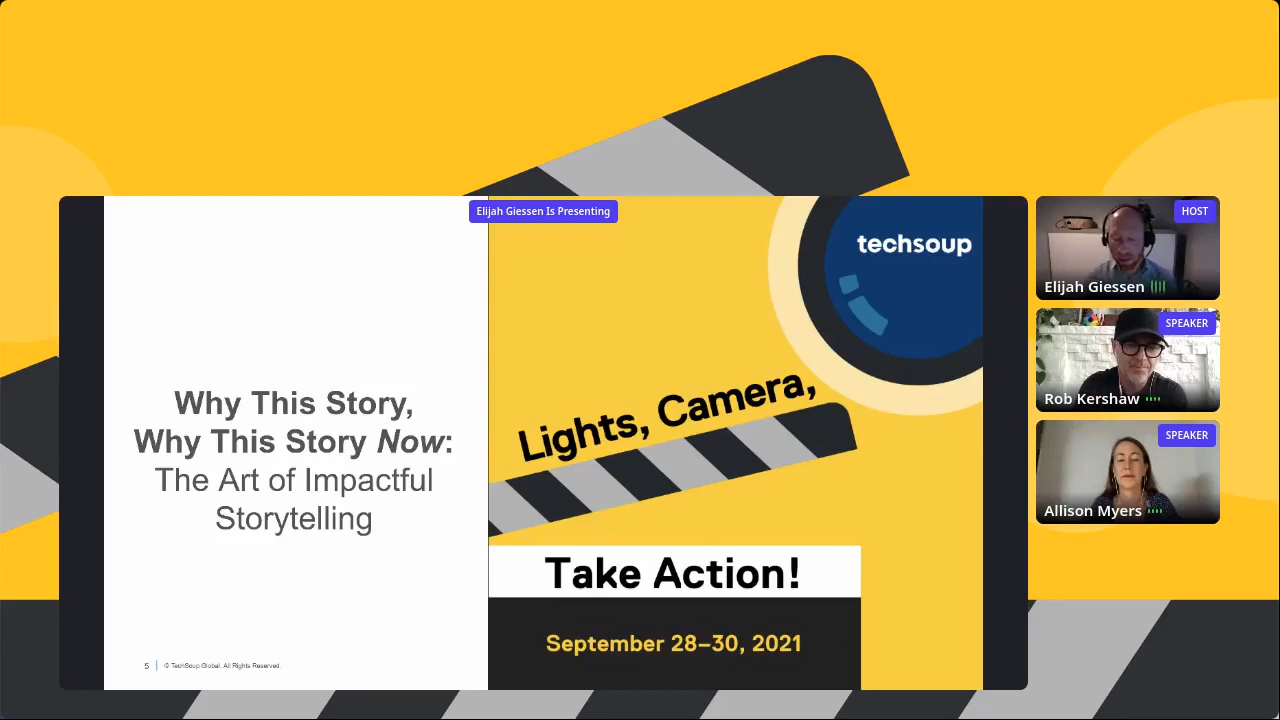 Elijah Giessen Is Presenting
Why This Story,
Why This Story Now:
The Art of Impactful
Storytelling
5 | © TechSoup Global. All Rights Reserved.
techsoup
Lights, Camera,
Take Action!
September 28–30, 2021
HOST
Elijah Giessen
SPEAKER
Rob Kershaw
SPEAKER
Allison Myers